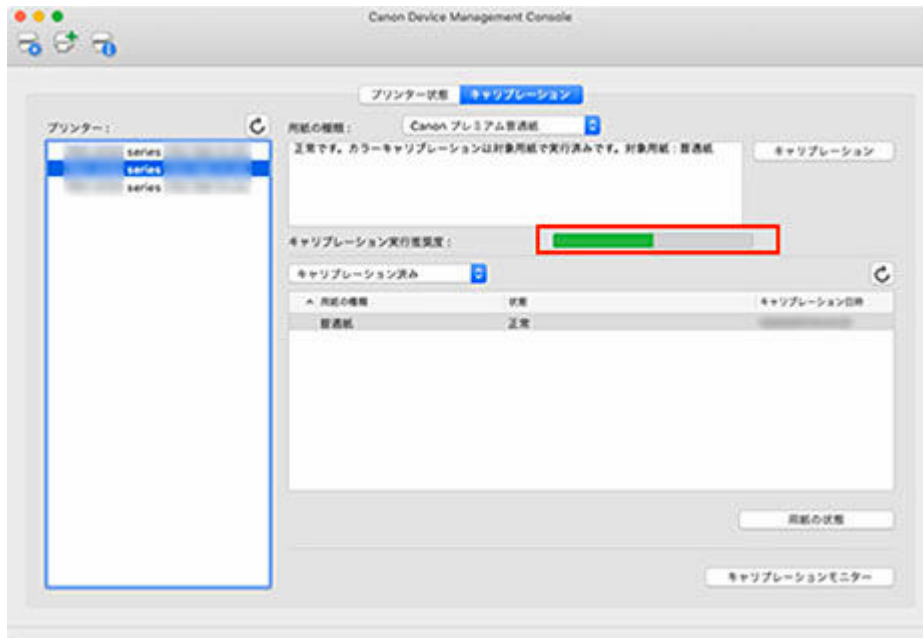 Canon Device Management Console
プリンター状態 キャリブレーション
プリンター:
用紙の種類: Canon プレミアム普通紙
series
series
series
正常です。カラーキャリブレーションは対象用紙で実行済みです。対象用紙:普通紙
キャリブレーション
キャリブレーション実行推奨度:
キャリブレーション済み
用紙の種類 状態 キャリブレーション日時
普通紙 正常
用紙の状態
キャリブレーションモニター